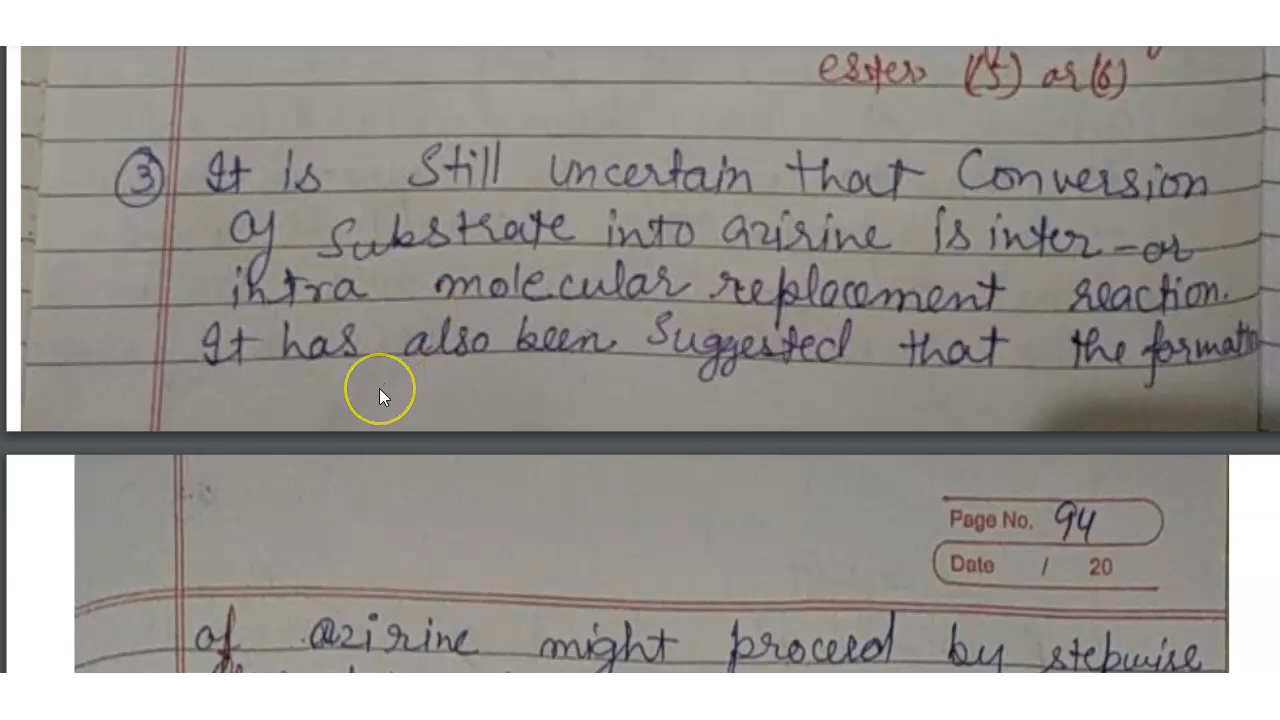 esters (5) or (6)
③ It is Still uncertain that Conversion
of Substrate into azirine is inter-or
intra molecular replacement reaction.
It has also been Suggested that the formatio
Page No. 94
Date / 20
of azirine might proceed by stepwise